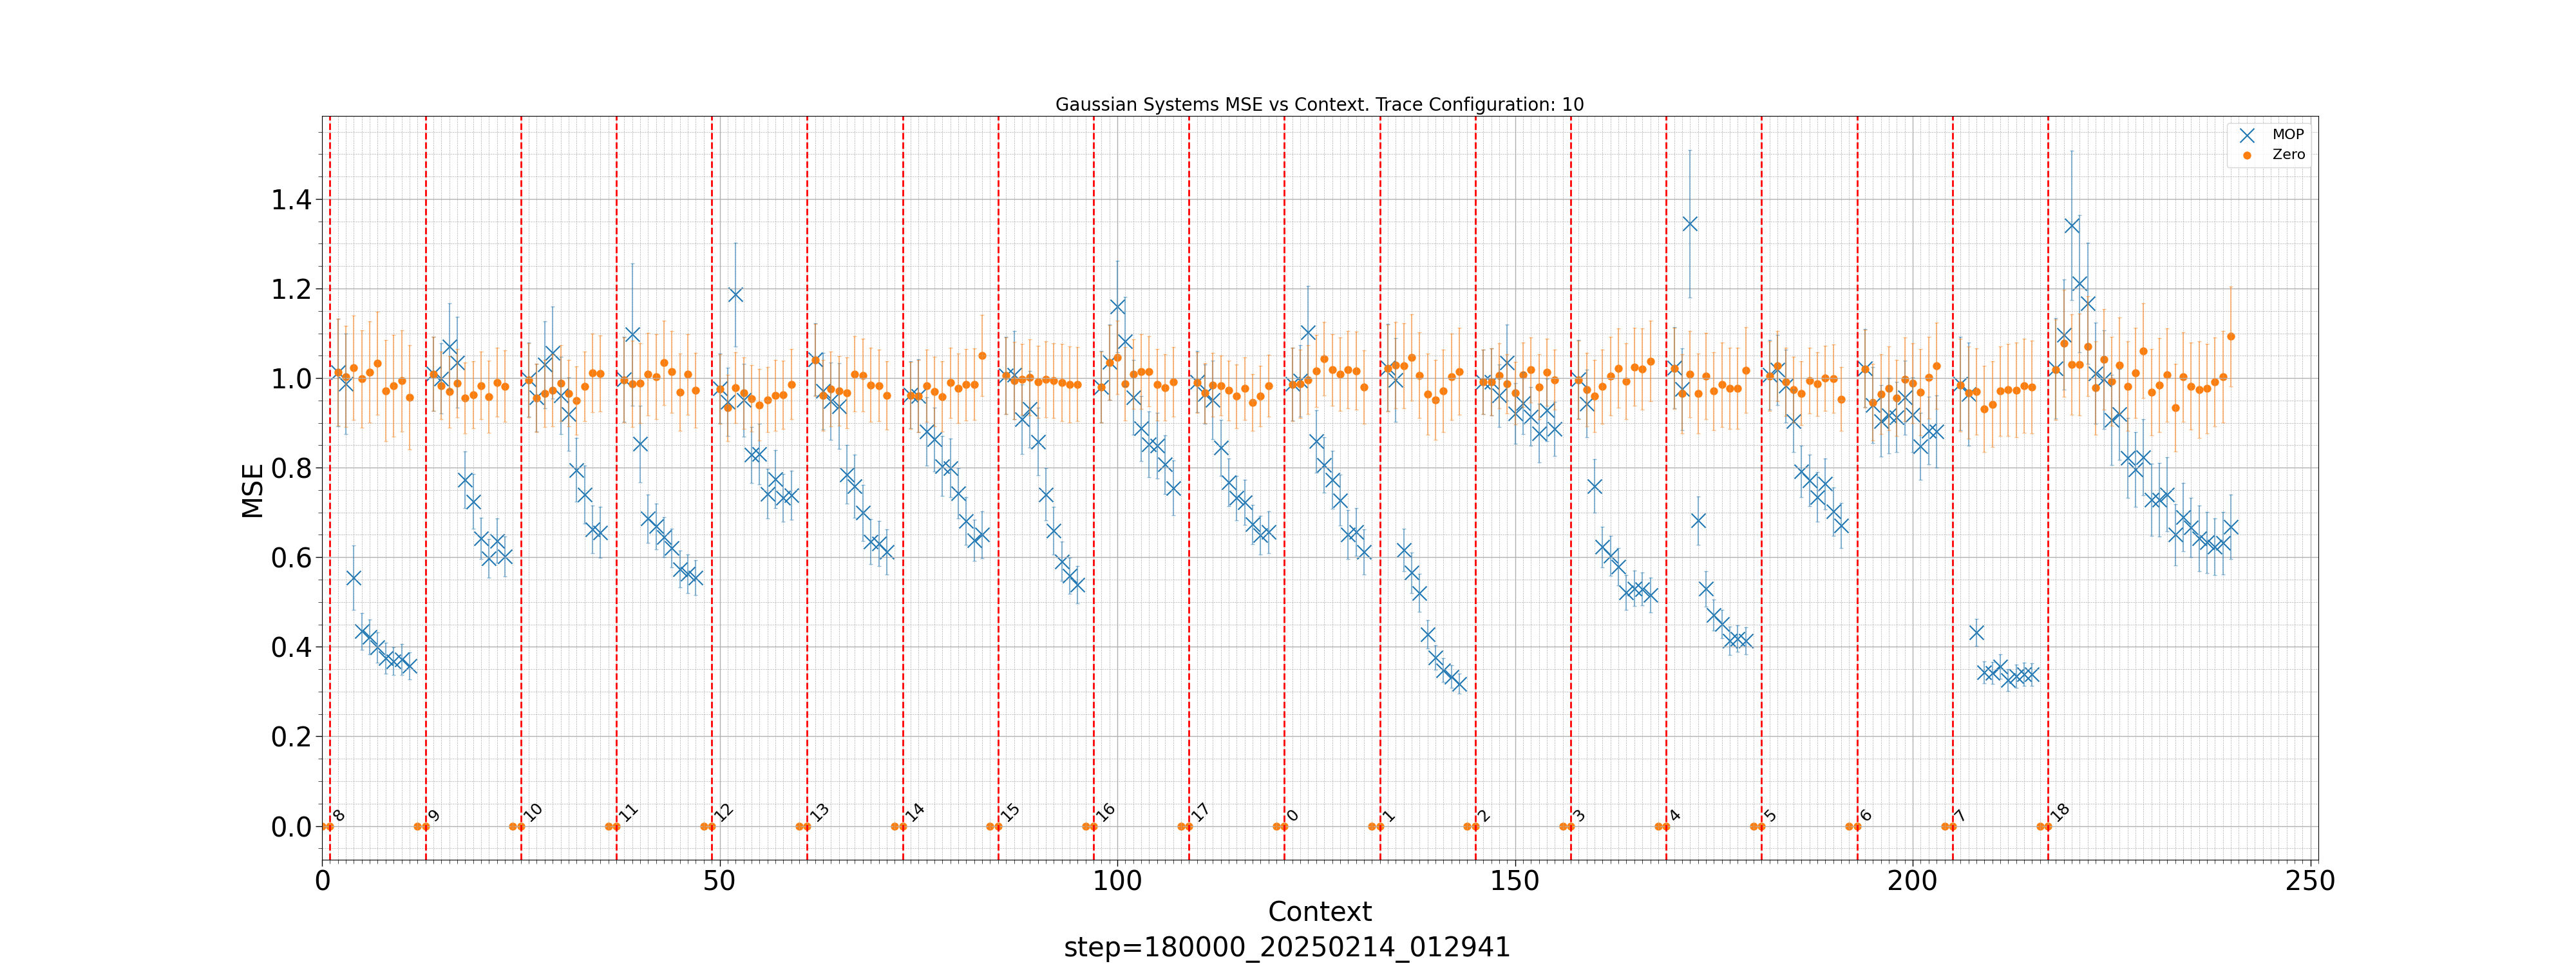 Gaussian Systems MSE vs Context. Trace Configuration: 10
MOP
Zero
MSE
1.4
1.2
1.0
0.8
0.6
0.4
0.2
0.0
8 9 10 11 12 13 14 15 16 17 0 1 2 3 4 5 6 7 18
0 50 100 150 200 250
Context
step=180000_20250214_012941